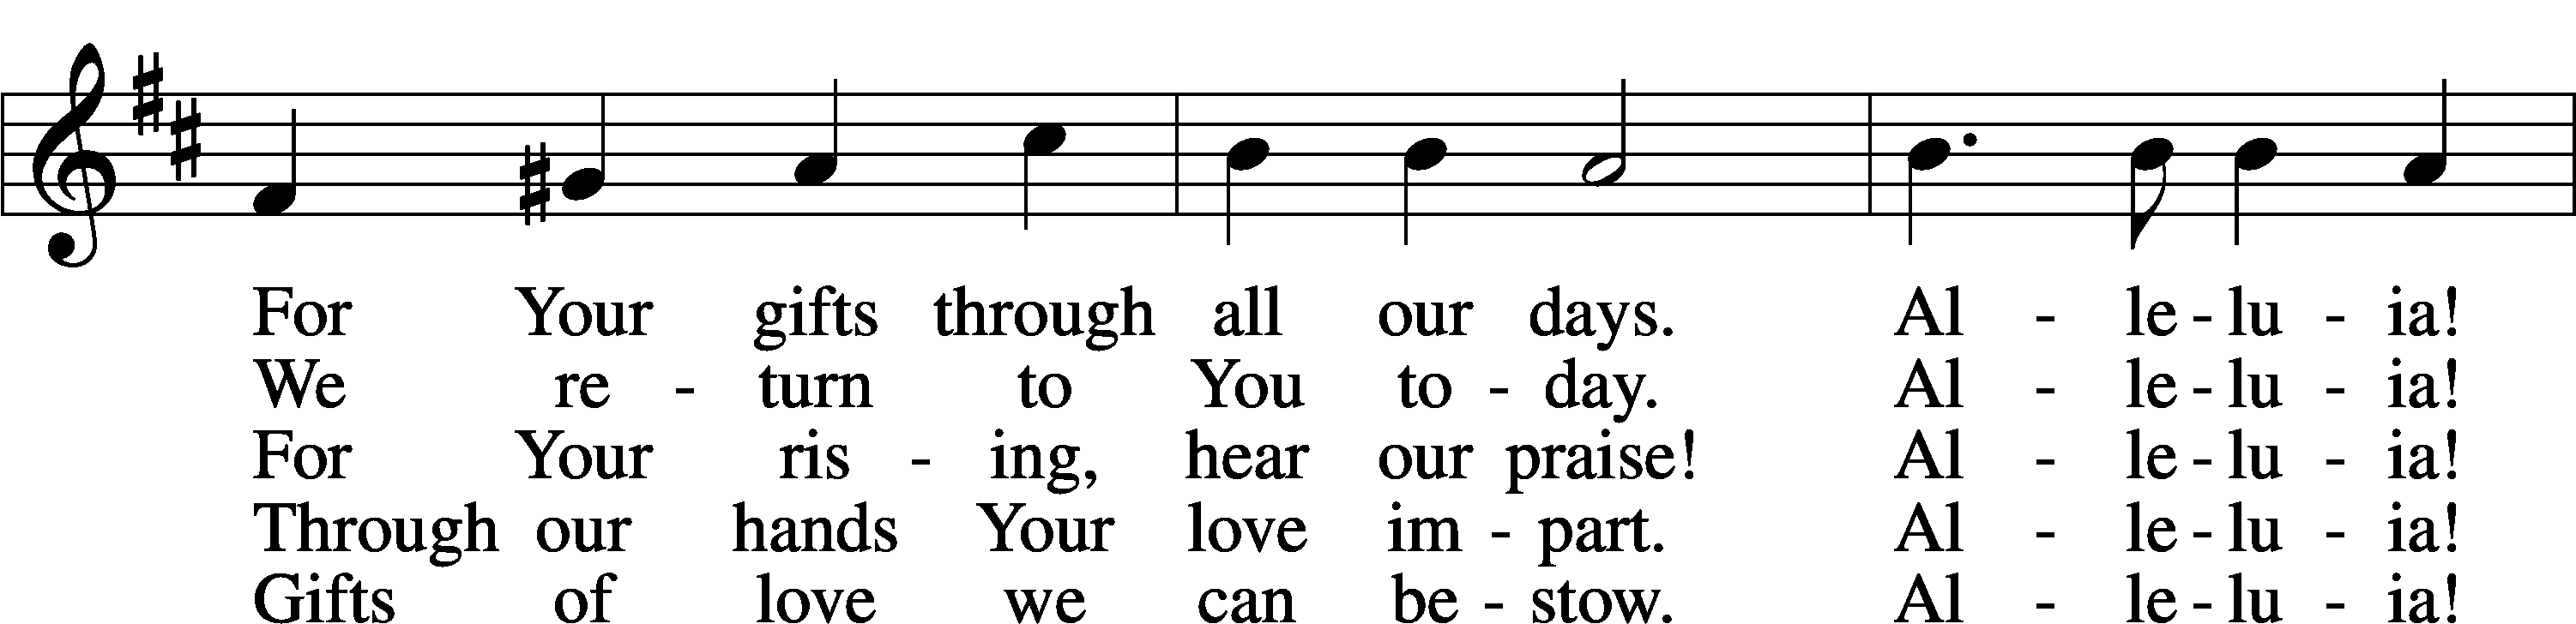 For Your gifts through all our days. Al - le - lu - ia!
We re - turn to You to - day. Al - le - lu - ia!
For Your ris - ing, hear our praise! Al - le - lu - ia!
Through our hands Your love im - part. Al - le - lu - ia!
Gifts of love we can be - stow. Al - le - lu - ia!